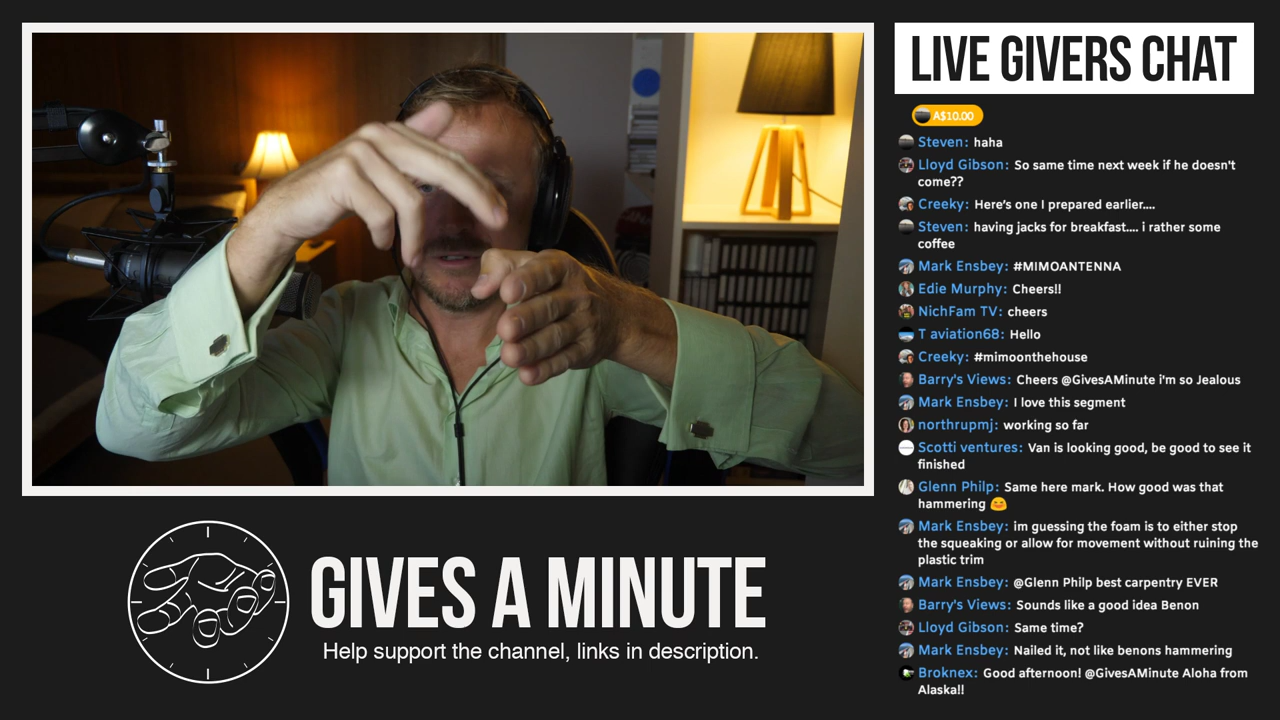 LIVE GIVERS CHAT
A$10.00
Steven: haha
Lloyd Gibson: So same time next week if he doesn't
come??
Creeky: Here's one I prepared earlier....
Steven: having jacks for breakfast.... i rather some
coffee
Mark Ensbey: #MIMOANTENNA
Edie Murphy: Cheers!!
NichFam TV: cheers
T aviation68: Hello
Creeky: #mimoonthehouse
Barry's Views: Cheers @GivesAMinute i'm so Jealous
Mark Ensbey: I love this segment
northrupmj: working so far
Scotti ventures: Van is looking good, be good to see it
finished
Glenn Philp: Same here mark. How good was that
hammering 😄
Mark Ensbey: im guessing the foam is to either stop
the squeaking or allow for movement without ruining the
plastic trim
Mark Ensbey: @Glenn Philp best carpentry EVER
Barry's Views: Sounds like a good idea Benon
Lloyd Gibson: Same time?
Mark Ensbey: Nailed it, not like benons hammering
Broknex: Good afternoon! @GivesAMinute Aloha from
Alaska!!
GIVES A MINUTE
Help support the channel, links in description.